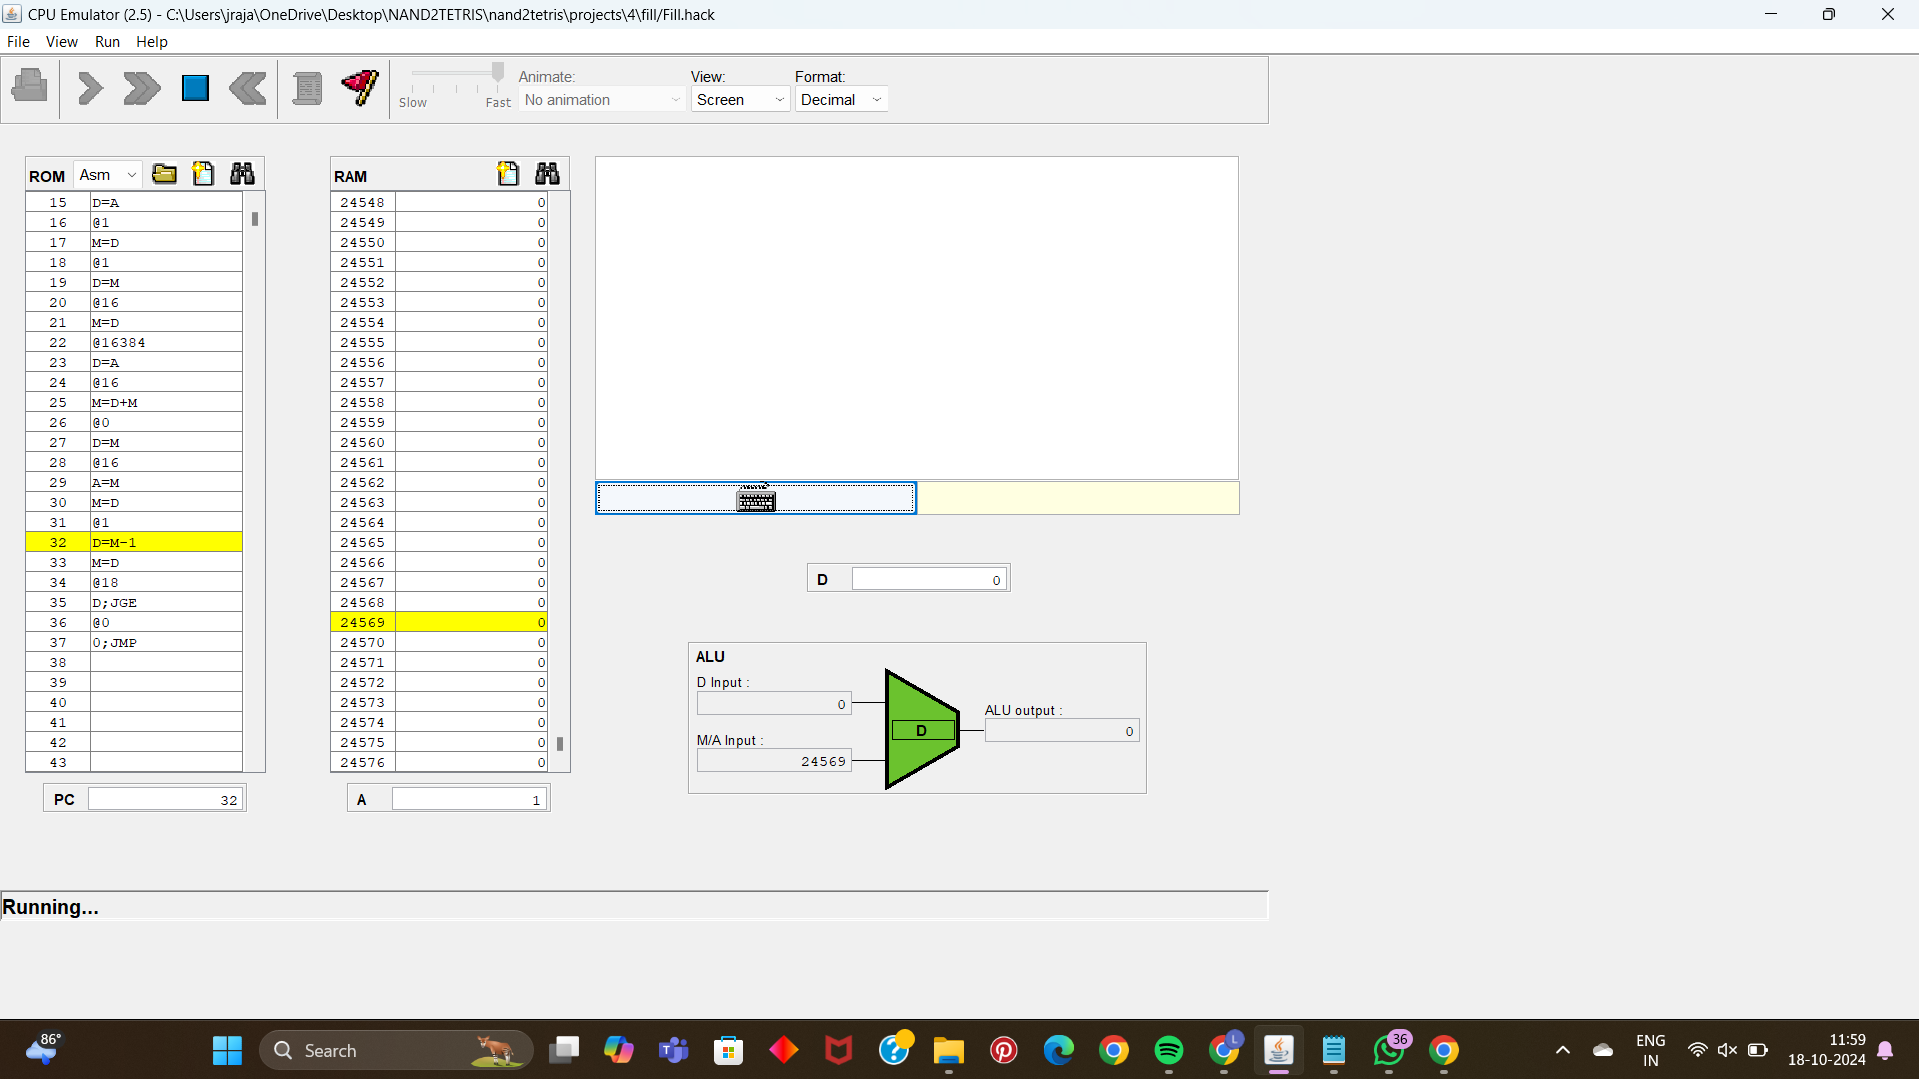 CPU Emulator (2.5) - C:\Users\jraja\OneDrive\Desktop\NAND2TETRIS\nand2tetris\projects\4\fill/Fill.hack
File View Run Help
Animate:
View:
Format:
Slow
Fast
No animation
Screen
Decimal
ROM Asm
15 D=A
16 @1
17 M=D
18 @1
19 D=M
20 @16
21 M=D
22 @16384
23 D=A
24 @16
25 M=D+M
26 @0
27 D=M
28 @16
29 A=M
30 M=D
31 @1
32 D=M-1
33 M=D
34 @18
35 D;JGE
36 @0
37 0;JMP
38
39
40
41
42
43
PC 32
RAM
24548 0
24549 0
24550 0
24551 0
24552 0
24553 0
24554 0
24555 0
24556 0
24557 0
24558 0
24559 0
24560 0
24561 0
24562 0
24563 0
24564 0
24565 0
24566 0
24567 0
24568 0
24569 0
24570 0
24571 0
24572 0
24573 0
24574 0
24575 0
24576 0
A 1
D 0
ALU
D Input :
0
M/A Input :
24569
D
ALU output :
0
Running...
86°
Search
T
L
36
ENG
IN
11:59
18-10-2024